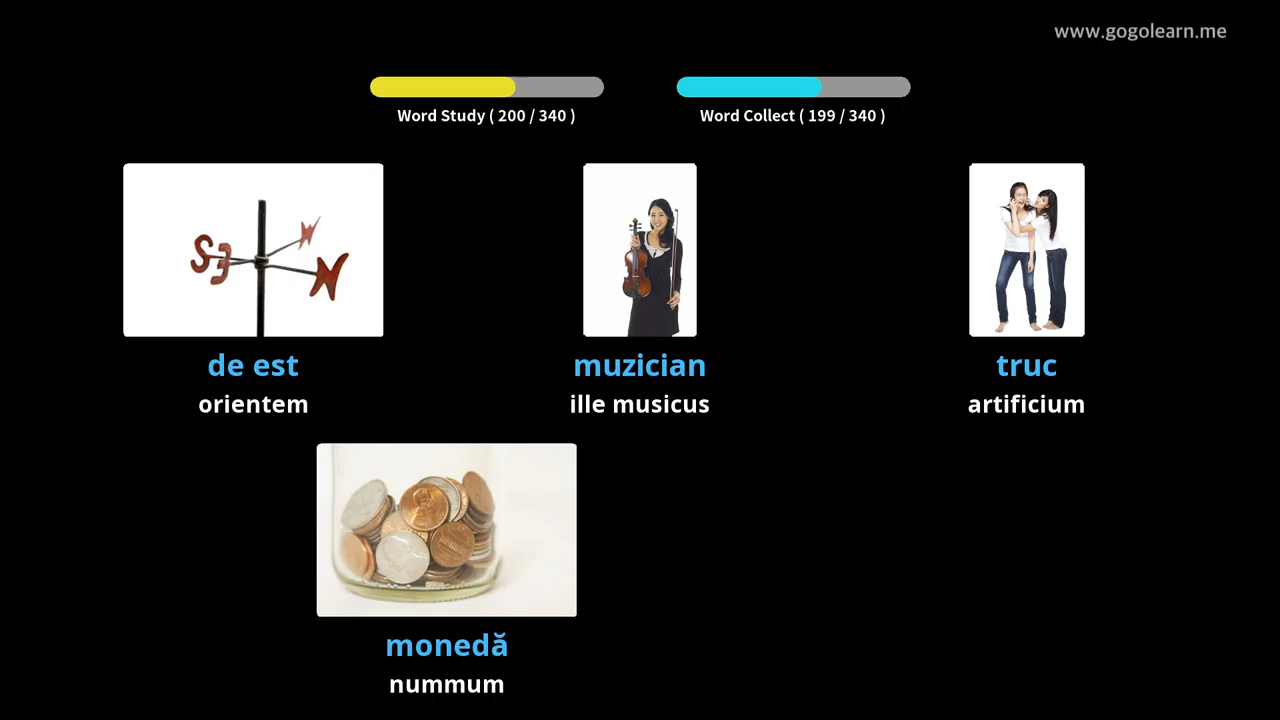 www.gogolearn.me
Word Study ( 200 / 340 )
Word Collect ( 199 / 340 )
S
E
W
N
de est
muzician
truc
orientem
ille musicus
artificium
monedă
nummum